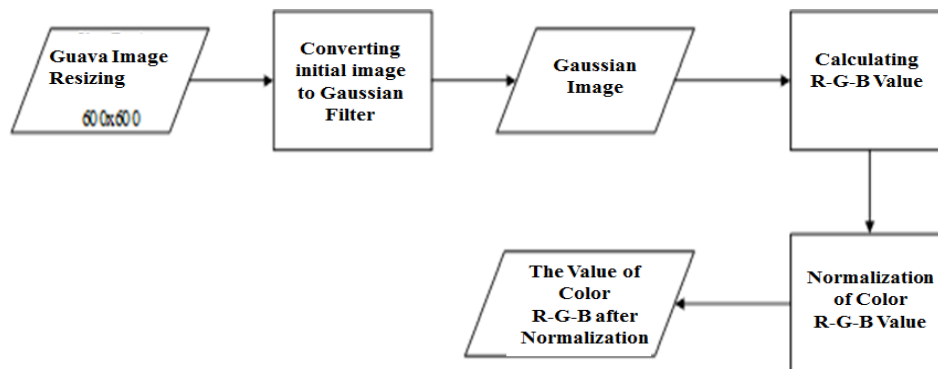 Guava Image
Resizing
600x600
Converting
initial image
to Gaussian
Filter
Gaussian
Image
Calculating
R-G-B Value
Normalization
of Color
R-G-B Value
The Value of
Color
R-G-B after
Normalization